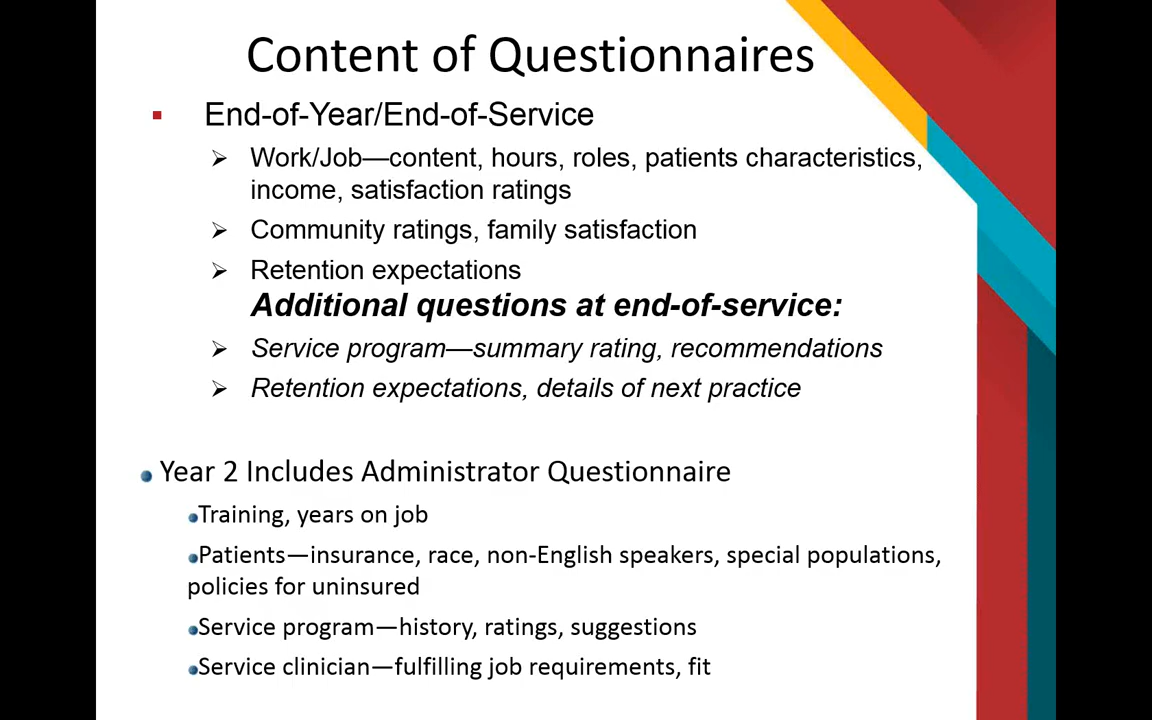 Content of Questionnaires
End-of-Year/End-of-Service
Work/Job—content, hours, roles, patients characteristics,
income, satisfaction ratings
Community ratings, family satisfaction
Retention expectations
Additional questions at end-of-service:
Service program—summary rating, recommendations
Retention expectations, details of next practice
Year 2 Includes Administrator Questionnaire
Training, years on job
Patients—insurance, race, non-English speakers, special populations,
policies for uninsured
Service program—history, ratings, suggestions
Service clinician—fulfilling job requirements, fit